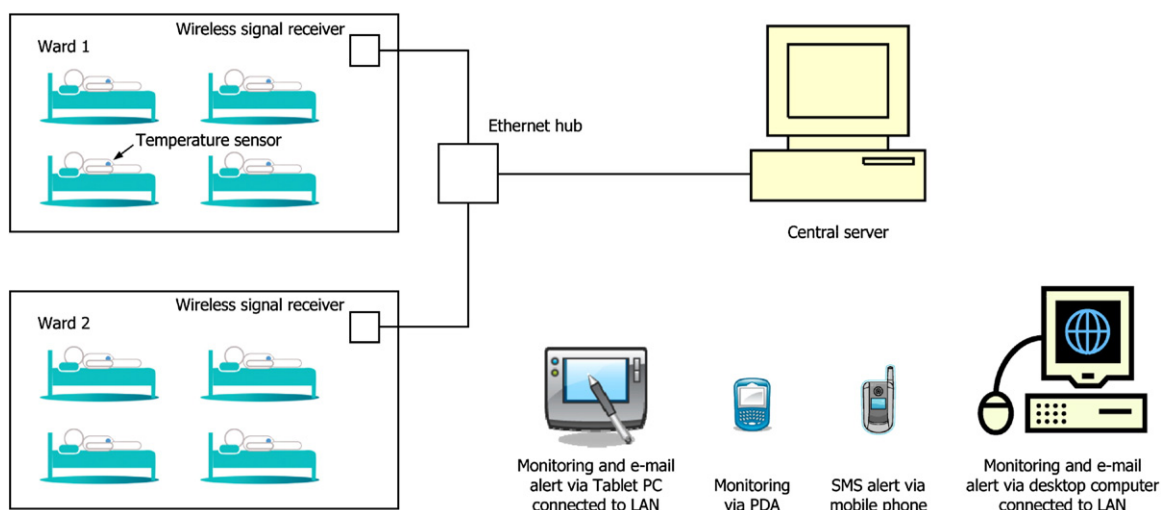 Wireless signal receiver
Ward 1
Temperature sensor
Ethernet hub
Central server
Wireless signal receiver
Ward 2
Monitoring and e-mail
alert via Tablet PC
connected to LAN
Monitoring
via PDA
SMS alert via
mobile phone
Monitoring and e-mail
alert via desktop computer
connected to LAN